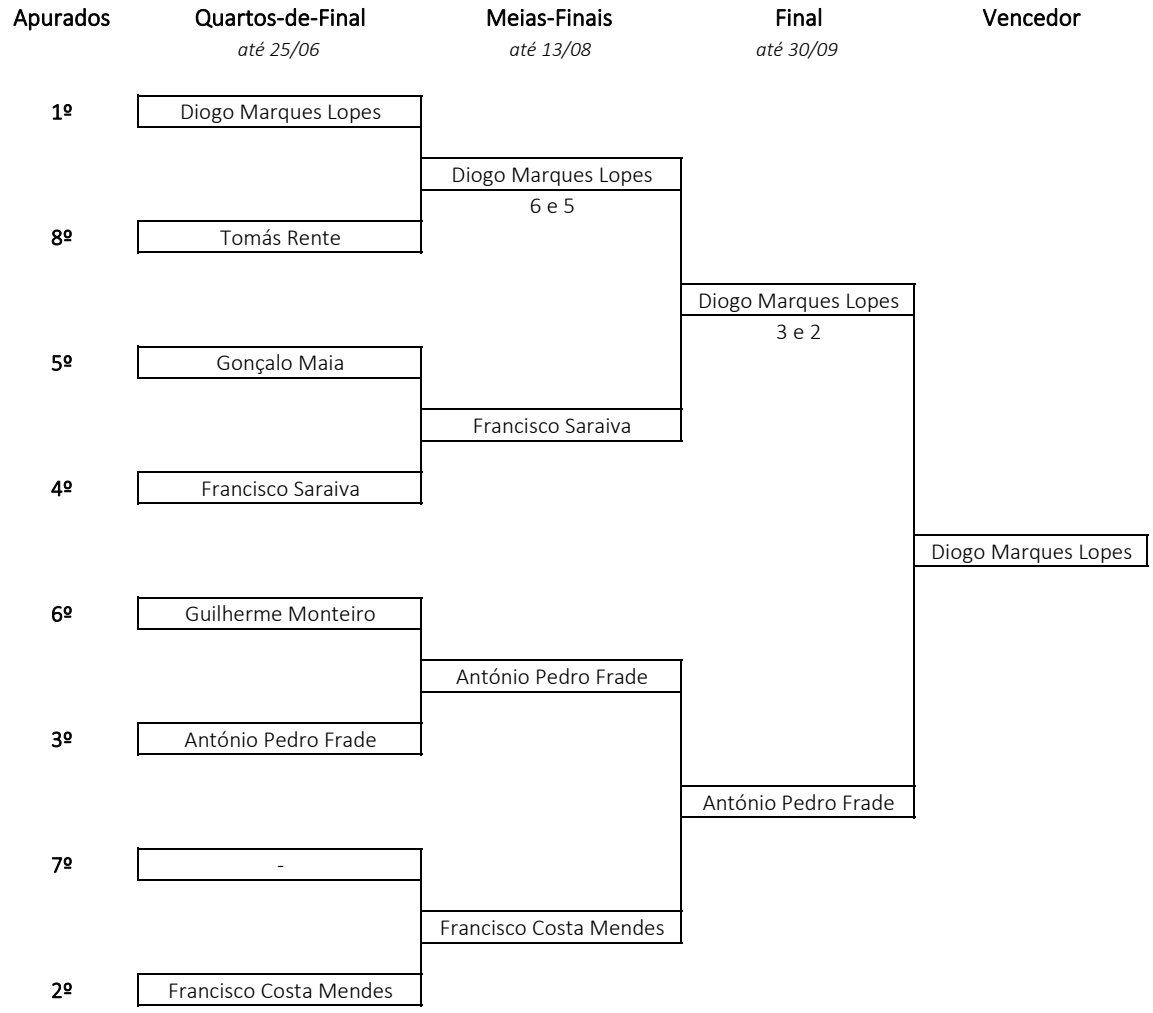 Apurados Quartos-de-Final Meias-Finais Final Vencedor
até 25/06 até 13/08 até 30/09
1º Diogo Marques Lopes
Diogo Marques Lopes
6 e 5
8º Tomás Rente
Diogo Marques Lopes
3 e 2
5º Gonçalo Maia
Francisco Saraiva
4º Francisco Saraiva
Diogo Marques Lopes
6º Guilherme Monteiro
António Pedro Frade
3º António Pedro Frade
António Pedro Frade
7º -
Francisco Costa Mendes
2º Francisco Costa Mendes